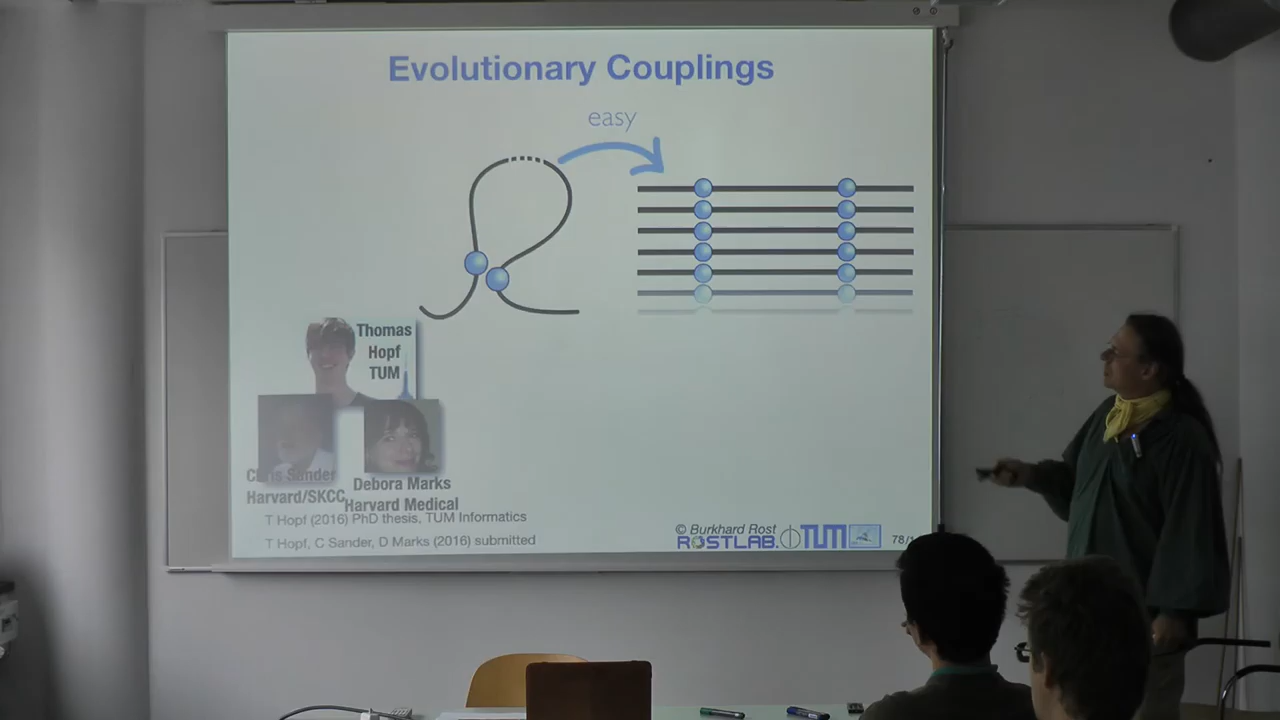 Evolutionary Couplings
easy
Thomas
Hopf
TUM
Chris Sander
Harvard/SKCC
Debora Marks
Harvard Medical
T Hopf (2016) PhD thesis. TUM Informatics
T Hopf, C Sander, D Marks (2016) submitted
© Burkhard Rost
ROSTLAB. TUM
78/